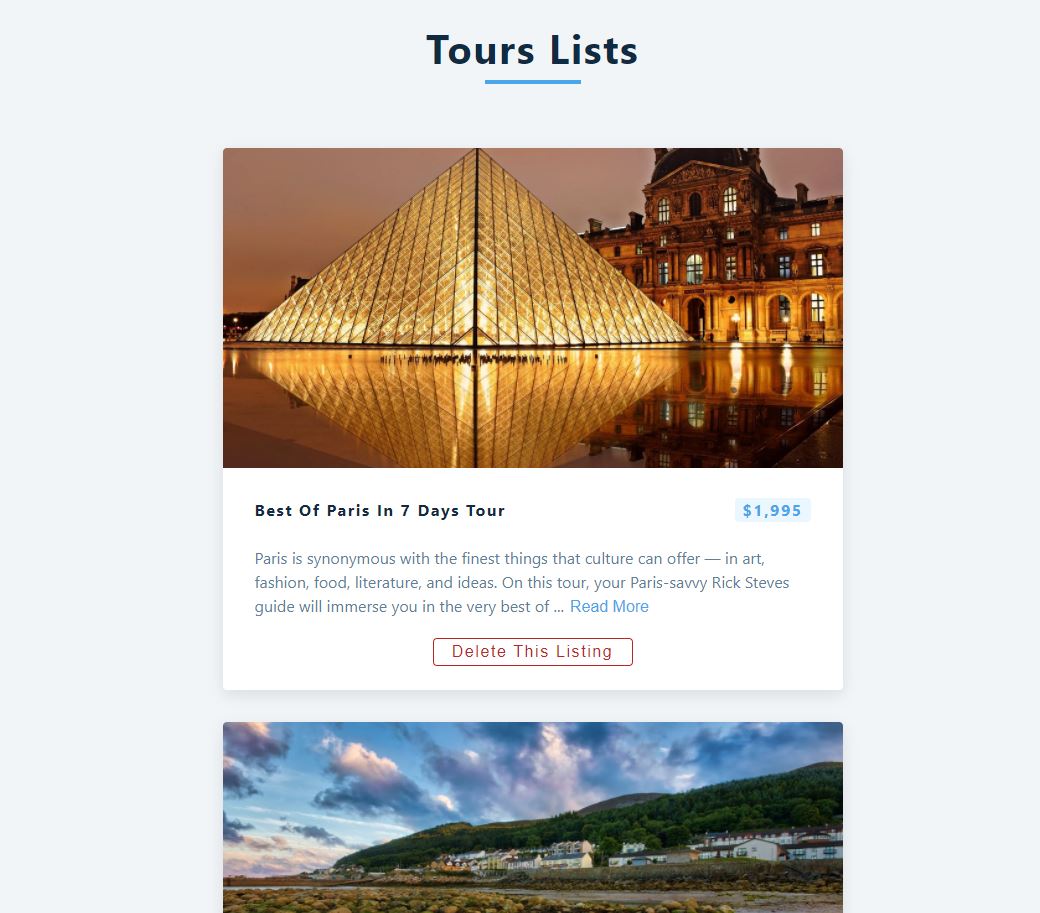 Tours Lists
Best Of Paris In 7 Days Tour
$1,995
Paris is synonymous with the finest things that culture can offer — in art,
fashion, food, literature, and ideas. On this tour, your Paris-savvy Rick Steves
guide will immerse you in the very best of ... Read More
Delete This Listing